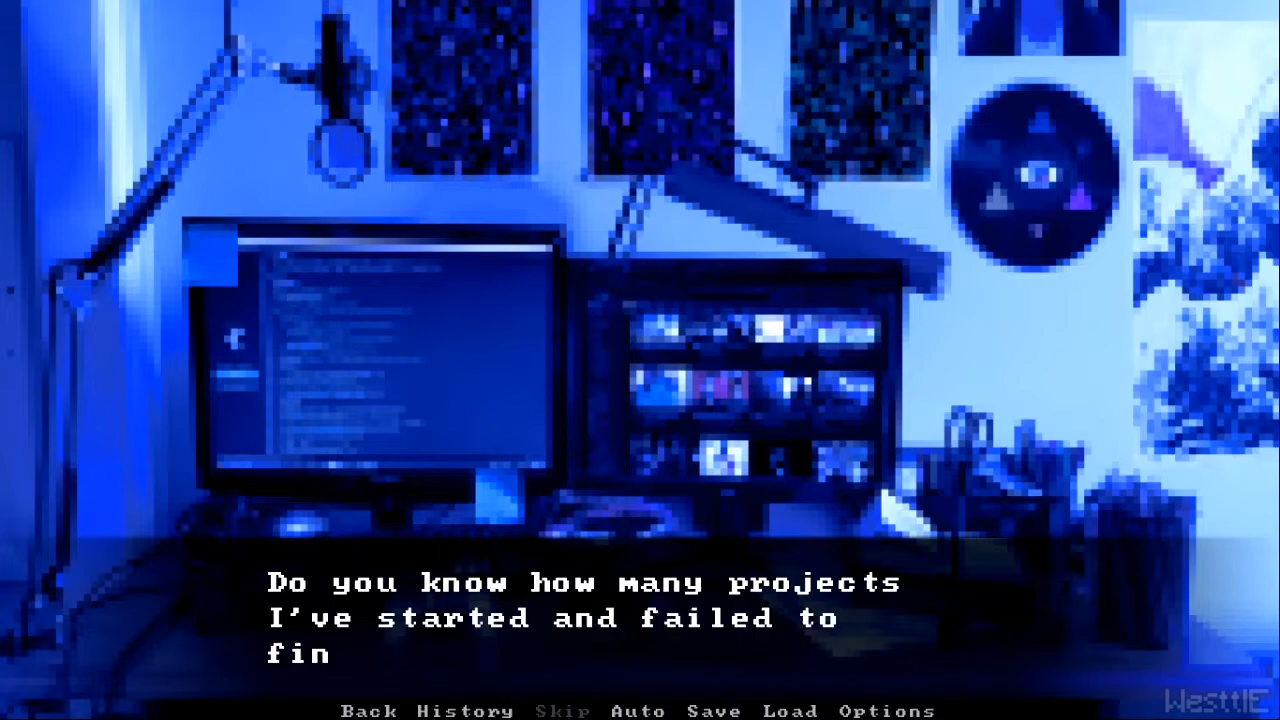 Do you know how many projects
I've started and failed to
fin
Back History Skip Auto Save Load Options
WesttIE